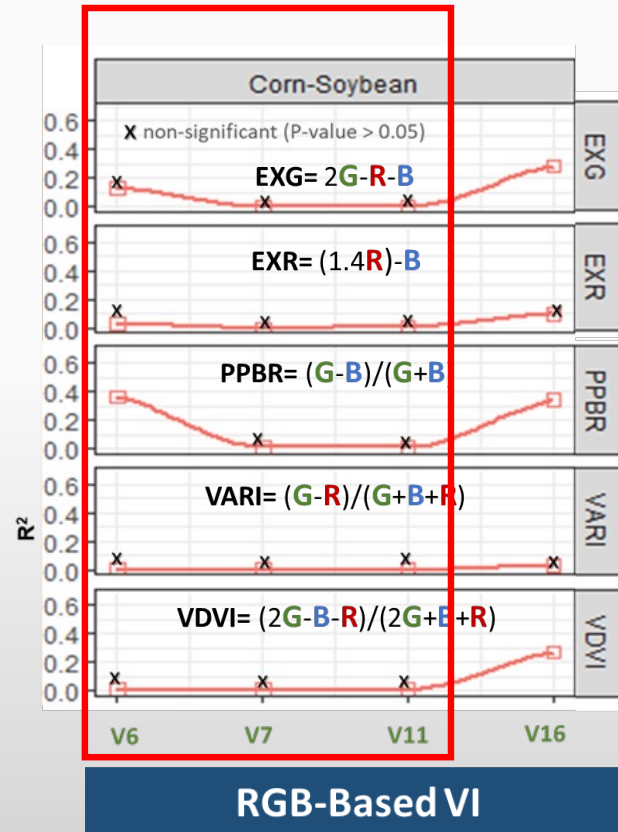 Corn-Soybean
0.6
0.4
0.2
0.0
X non-significant (P-value > 0.05)
EXG= 2G-R-B
EXG
0.6
0.4
0.2
0.0
EXR= (1.4R)-B
EXR
0.6
0.4
0.2
0.0
PPBR= (G-B)/(G+B
PPBR
0.6
0.4
0.2
0.0
VARI= (G-R)/(G+B+R)
VARI
R²
0.6
0.4
0.2
0.0
VDVI= (2G-B-R)/(2G+B+R)
VDVI
V6 V7 V11 V16
RGB-Based VI